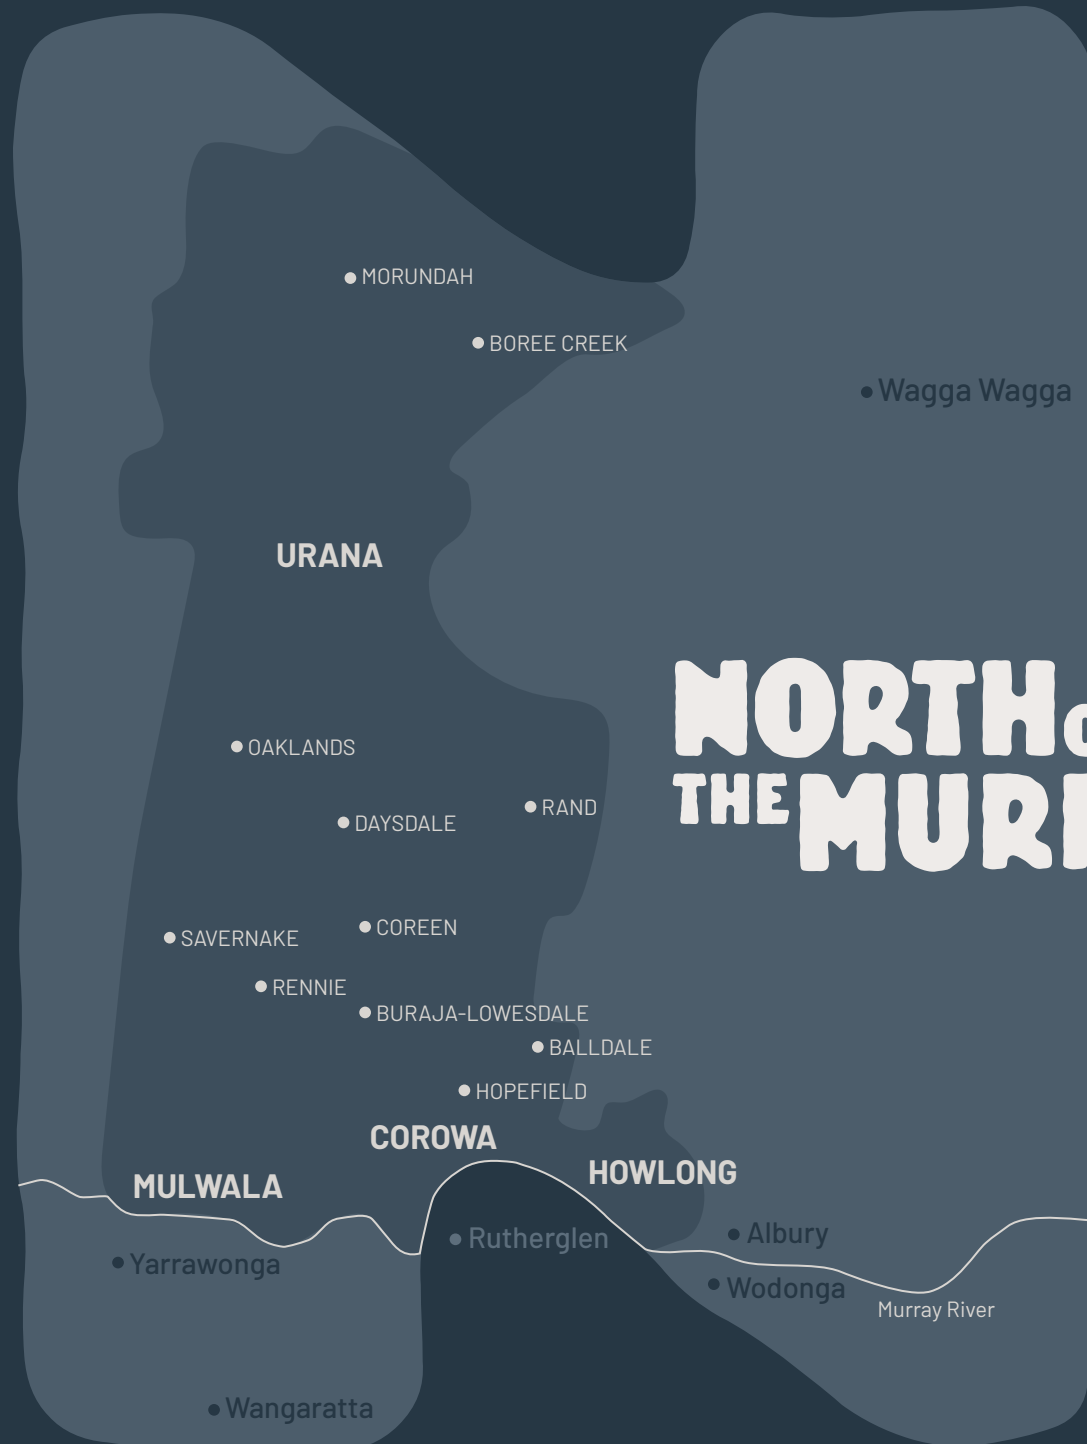 MORUNDAH
BOREE CREEK
Wagga Wagga
URANA
NORTH
THE
OAKLANDS
RAND
DAYSDALE
COREEN
SAVERNAKE
RENNIE
BURAJA-LOWESDALE
BALLDALE
HOPEFIELD
COROWA
HOWLONG
MULWALA
Albury
Rutherglen
Yarrawonga
Wodonga
Murray River
Wangaratta